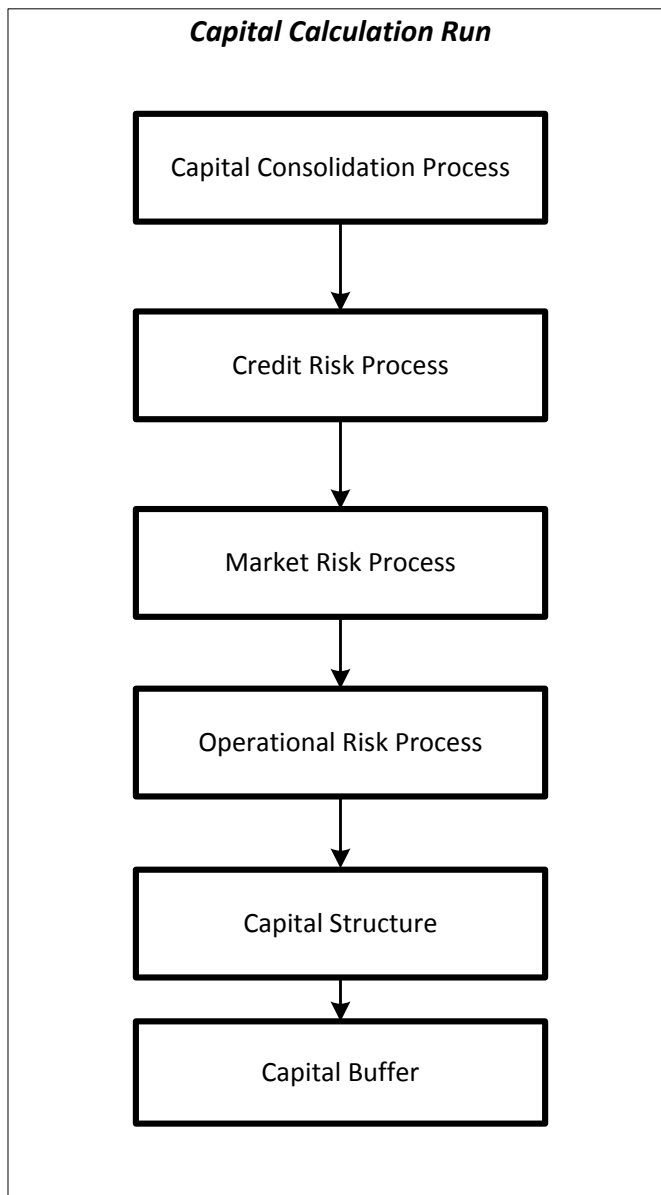 Capital Calculation Run
Capital Consolidation Process
Credit Risk Process
Market Risk Process
Operational Risk Process
Capital Structure
Capital Buffer